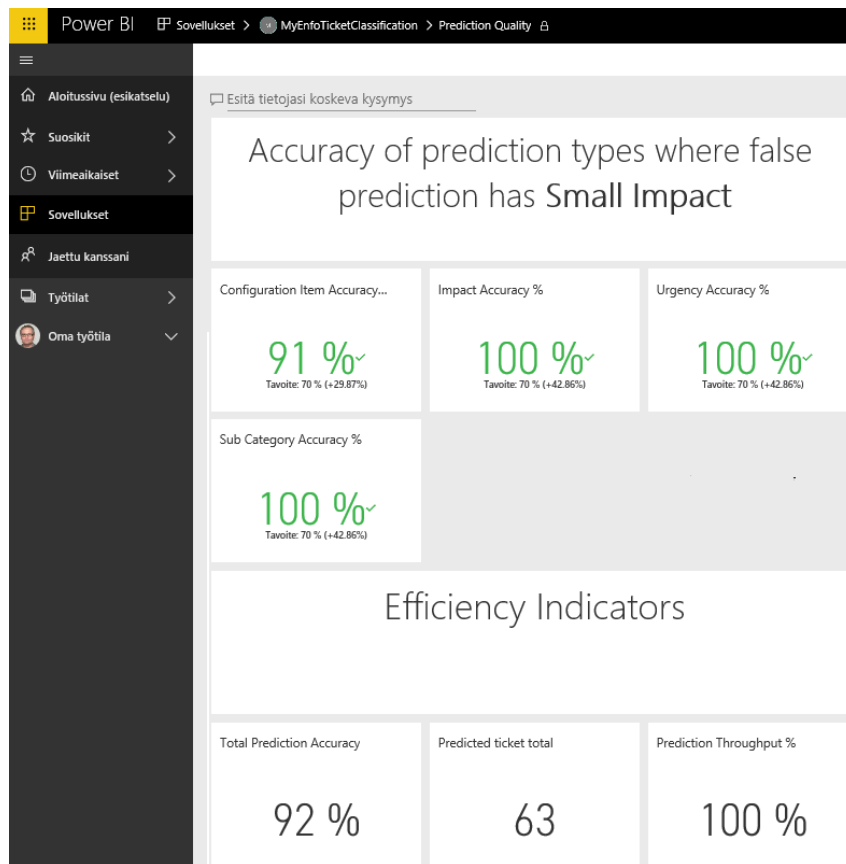 Power BI Sovellukset > MyEnfoTicketClassification > Prediction Quality
Aloitussivu (esikatselu)
Suosikit
Viimeaikaiset
Sovellukset
Jaettu kanssani
Työtilat
Oma työtila
Esitä tietojasi koskeva kysymys
Accuracy of prediction types where false
prediction has Small Impact
Configuration Item Accuracy... Impact Accuracy % Urgency Accuracy %
91 % 100 % 100 %
Tavoite: 70 % (+29.87%) Tavoite: 70 % (+42.86%) Tavoite: 70 % (+42.86%)
Sub Category Accuracy %
100 %
Tavoite: 70 % (+42.86%)
Efficiency Indicators
Total Prediction Accuracy Predicted ticket total Prediction Throughput %
92 % 63 100 %